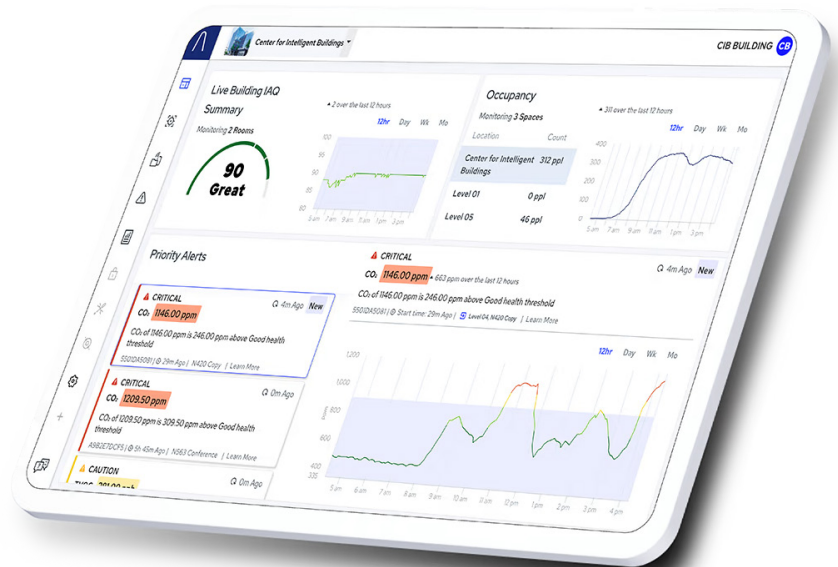 Center for Intelligent Buildings
CIB BUILDING
CB
Live Building IAQ
Summary
Monitoring 2 Rooms
90
Great
2 over the last 12 hours
12hr Day Wk Mo
100
95
90
85
80
5 am 7 am 9 am 11 am 1 pm 3 pm
Occupancy
Monitoring 3 Spaces
Location Count
Center for Intelligent 312 ppl
Buildings
Level 01 0 ppl
Level 05 46 ppl
311 over the last 12 hours
12hr Day Wk Mo
400
300
200
100
0
5 am 7 am 9 am 11 am 1 pm 3 pm
Priority Alerts
CRITICAL
4m Ago New
CO₂ 1146.00 ppm
CO₂ of 1146.00 ppm is 246.00 ppm above Good health
threshold
5501DA5081 | 29m Ago | N420 Copy | Learn More
CRITICAL
0m Ago
CO₂ 1209.50 ppm
CO₂ of 1209.50 ppm is 309.50 ppm above Good health
threshold
A9B2E7DCF5 | 5h 45m Ago | N563 Conference | Learn More
CAUTION
0m Ago
CRITICAL
4m Ago New
CO₂ 1146.00 ppm 663 ppm over the last 12 hours
CO₂ of 1146.00 ppm is 246.00 ppm above Good health threshold
5501DA5081 | Start time: 29m Ago | Level 04, N420 Copy | Learn More
12hr Day Wk Mo
1200
1,000
800
600
400
335
ppm
5 am 6 am 7 am 8 am 9 am 10 am 11 am 12 pm 1 pm 2 pm 3 pm 4 pm